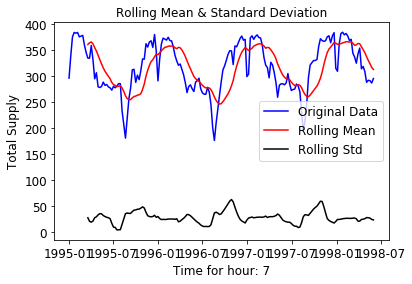 Rolling Mean & Standard Deviation
Total Supply
400
350
300
250
200
150
100
50
0
Original Data
Rolling Mean
Rolling Std
1995-01 1995-07 1996-01 1996-07 1997-01 1997-07 1998-01 1998-07
Time for hour: 7